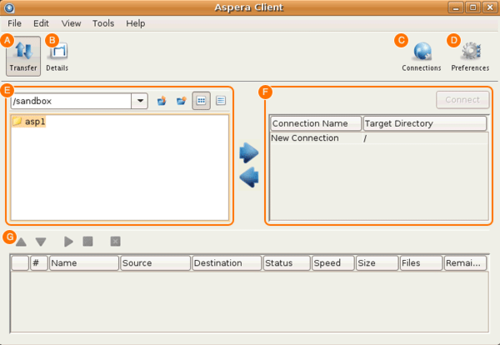 Aspera Client
File Edit View Tools Help
A B C D
Transfer Details Connections Preferences
E F
/sandbox Connect
asp1 Connection Name Target Directory
New Connection /
G
# Name Source Destination Status Speed Size Files Remai...